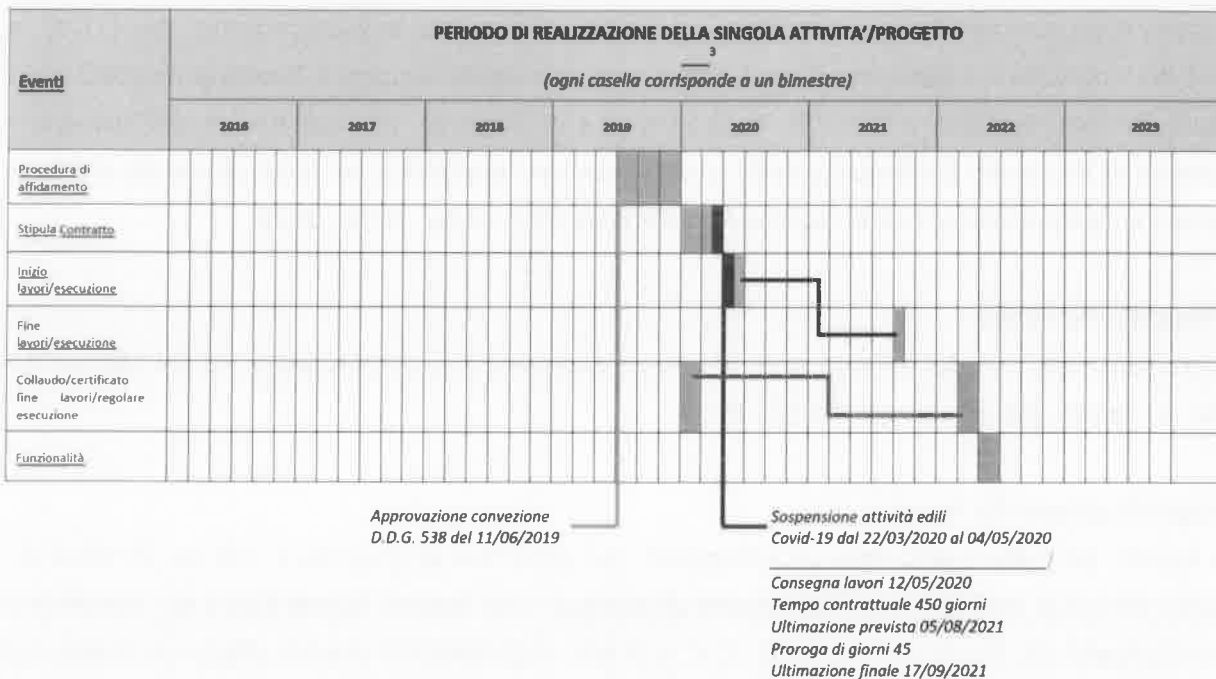 PERIODO DI REALIZZAZIONE DELLA SINGOLA ATTIVITA'/PROGETTO
3
(ogni casella corrisponde a un bimestre)
Eventi
2016 2017 2018 2019 2020 2021 2022 2023
Procedura di
affidamento
Stipula Contratto
Inizio
lavori/esecuzione
Fine
lavori/esecuzione
Collaudo/certificato
fine lavori/regolare
esecuzione
Funzionalità
Approvazione convezione
D.D.G. 538 del 11/06/2019
Sospensione attività edili
Covid-19 dal 22/03/2020 al 04/05/2020
Consegna lavori 12/05/2020
Tempo contrattuale 450 giorni
Ultimazione prevista 05/08/2021
Proroga di giorni 45
Ultimazione finale 17/09/2021